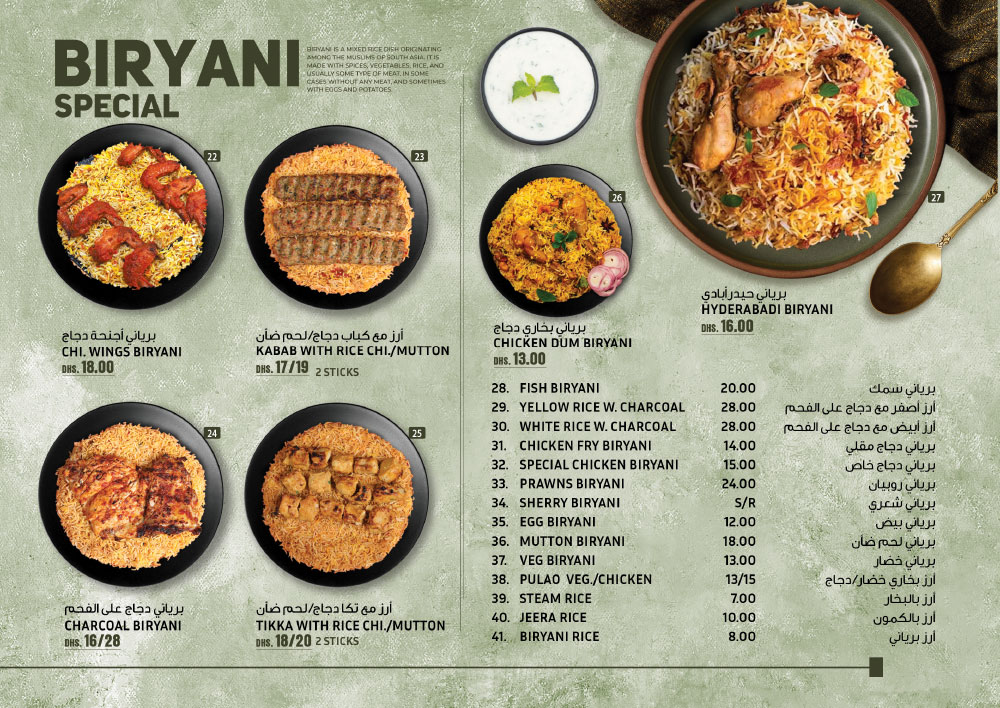 BIRYANI
SPECIAL
BIRYANI IS A MIXED RICE DISH ORIGINATING
AMONG THE MUSLIMS OF SOUTH ASIA. IT IS
MADE WITH SPICES, VEGETABLES, RICE, AND
USUALLY SOME TYPE OF MEAT, IN SOME
CASES WITHOUT ANY MEAT, AND SOMETIMES
WITH EGGS AND POTATOES
22
برياني أجنحة دجاج
CHI. WINGS BIRYANI
DHS. 18.00
23
أرز مع كباب دجاج/لحم ضأن
KABAB WITH RICE CHI./MUTTON
DHS. 17/19 2 STICKS
24
برياني دجاج على الفحم
CHARCOAL BIRYANI
DHS. 16/28
25
أرز مع تكا دجاج/لحم ضأن
TIKKA WITH RICE CHI./MUTTON
DHS. 18/20 2 STICKS
26
برياني بخاري دجاج
CHICKEN DUM BIRYANI
DHS. 13.00
27
برياني حيدرأبادي
HYDERABADI BIRYANI
DHS. 16.00
28. FISH BIRYANI 20.00 برياني سمك
29. YELLOW RICE W. CHARCOAL 28.00 أرز أصفر مع دجاج على الفحم
30. WHITE RICE W. CHARCOAL 28.00 أرز أبيض مع دجاج على الفحم
31. CHICKEN FRY BIRYANI 14.00 برياني دجاج مقلي
32. SPECIAL CHICKEN BIRYANI 15.00 برياني دجاج خاص
33. PRAWNS BIRYANI 24.00 برياني روبيان
34. SHERRY BIRYANI S/R برياني شعري
35. EGG BIRYANI 12.00 برياني بيض
36. MUTTON BIRYANI 18.00 برياني لحم ضأن
37. VEG BIRYANI 13.00 برياني خضار
38. PULAO VEG./CHICKEN 13/15 أرز بخاري خضار/دجاج
39. STEAM RICE 7.00 أرز بالبخار
40. JEERA RICE 10.00 أرز بالكمون
41. BIRYANI RICE 8.00 أرز برياني